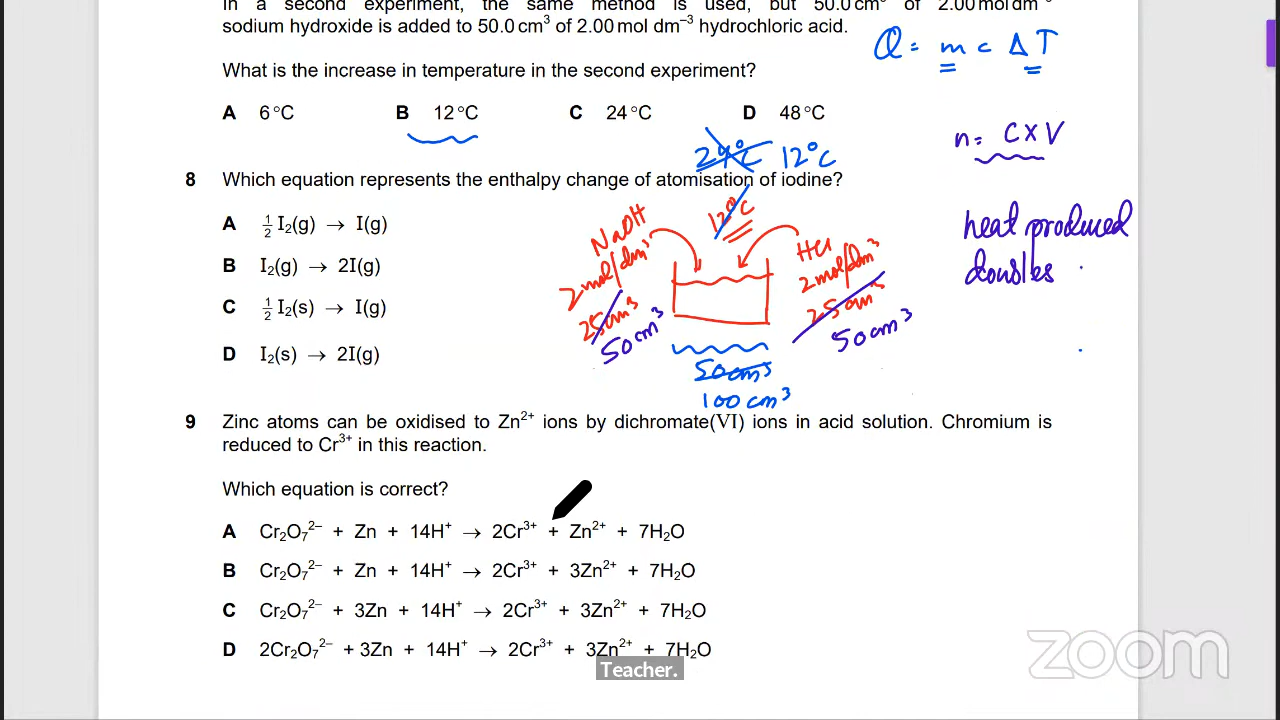 In a second experiment, the same method is used, but 50.0 cm³ of 2.00 mol dm⁻³
sodium hydroxide is added to 50.0 cm³ of 2.00 mol dm⁻³ hydrochloric acid.
Q = m c ΔT
What is the increase in temperature in the second experiment?
A 6 °C B 12 °C C 24 °C D 48 °C
n = C × V
24°C 12°C
8 Which equation represents the enthalpy change of atomisation of iodine?
A ½ I₂(g) → I(g)
B I₂(g) → 2I(g)
C ½ I₂(s) → I(g)
D I₂(s) → 2I(g)
12°C
NaOH
2 mol/dm³
25cm³
50cm³
HCl
2 mol/dm³
25cm³
50cm³
heat produced
doubles
50cm³
100cm³
9 Zinc atoms can be oxidised to Zn²⁺ ions by dichromate(VI) ions in acid solution. Chromium is
reduced to Cr³⁺ in this reaction.
Which equation is correct?
A Cr₂O₇²⁻ + Zn + 14H⁺ → 2Cr³⁺ + Zn²⁺ + 7H₂O
B Cr₂O₇²⁻ + Zn + 14H⁺ → 2Cr³⁺ + 3Zn²⁺ + 7H₂O
C Cr₂O₇²⁻ + 3Zn + 14H⁺ → 2Cr³⁺ + 3Zn²⁺ + 7H₂O
D 2Cr₂O₇²⁻ + 3Zn + 14H⁺ → 2Cr³⁺ + 3Zn²⁺ + 7H₂O
zoom
Teacher.